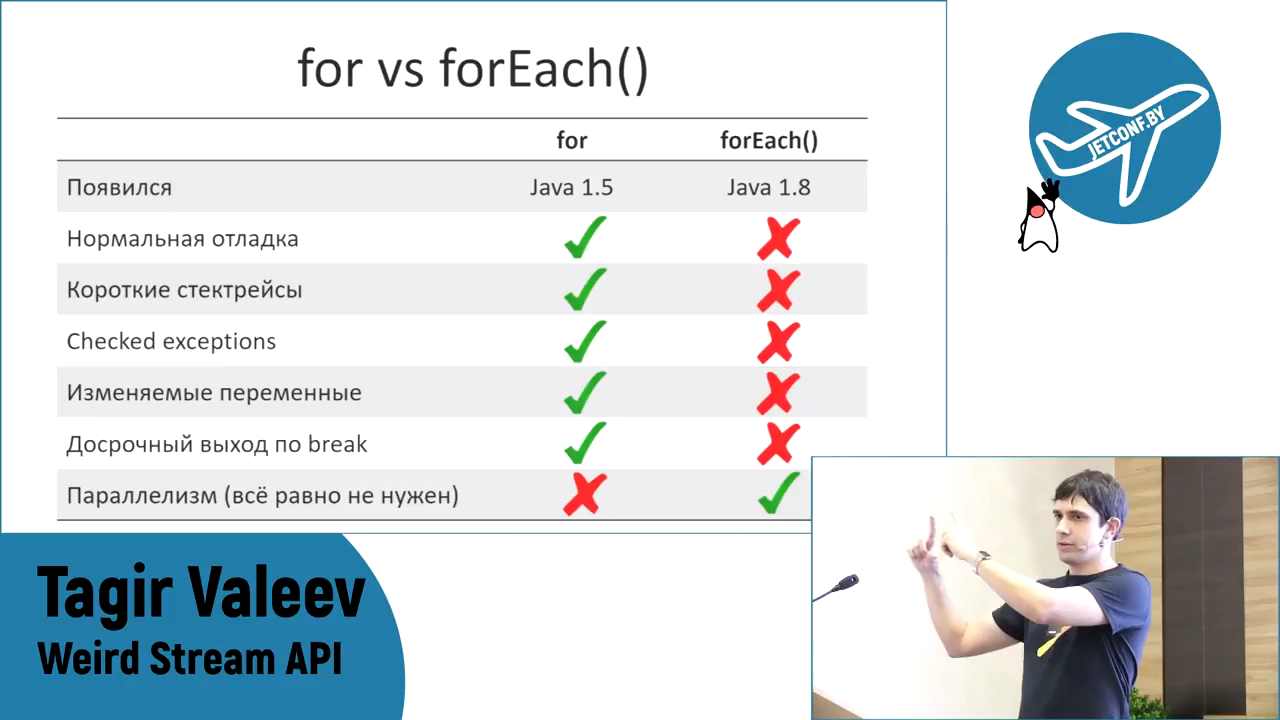 for vs forEach()
for forEach()
Появился Java 1.5 Java 1.8
Нормальная отладка
Короткие стектрейсы
Checked exceptions
Изменяемые переменные
Досрочный выход по break
Параллелизм (всё равно не нужен)
JETCONF.BY
Tagir Valeev
Weird Stream API